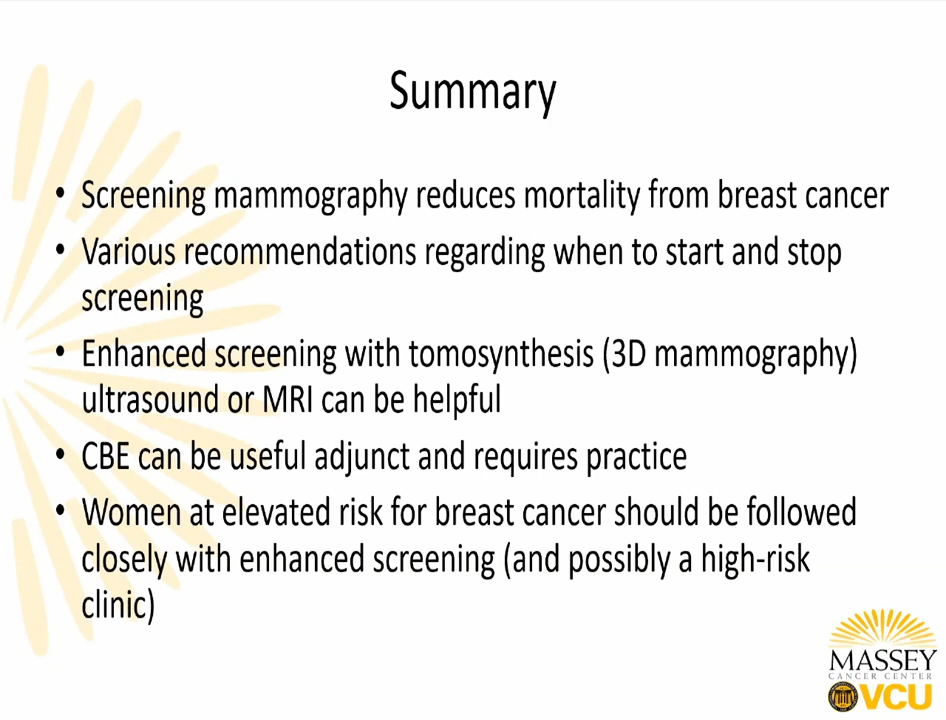 Summary
• Screening mammography reduces mortality from breast cancer
• Various recommendations regarding when to start and stop
screening
• Enhanced screening with tomosynthesis (3D mammography)
ultrasound or MRI can be helpful
• CBE can be useful adjunct and requires practice
• Women at elevated risk for breast cancer should be followed
closely with enhanced screening (and possibly a high-risk
clinic)
MASSEY
CANCER CENTER
VCU